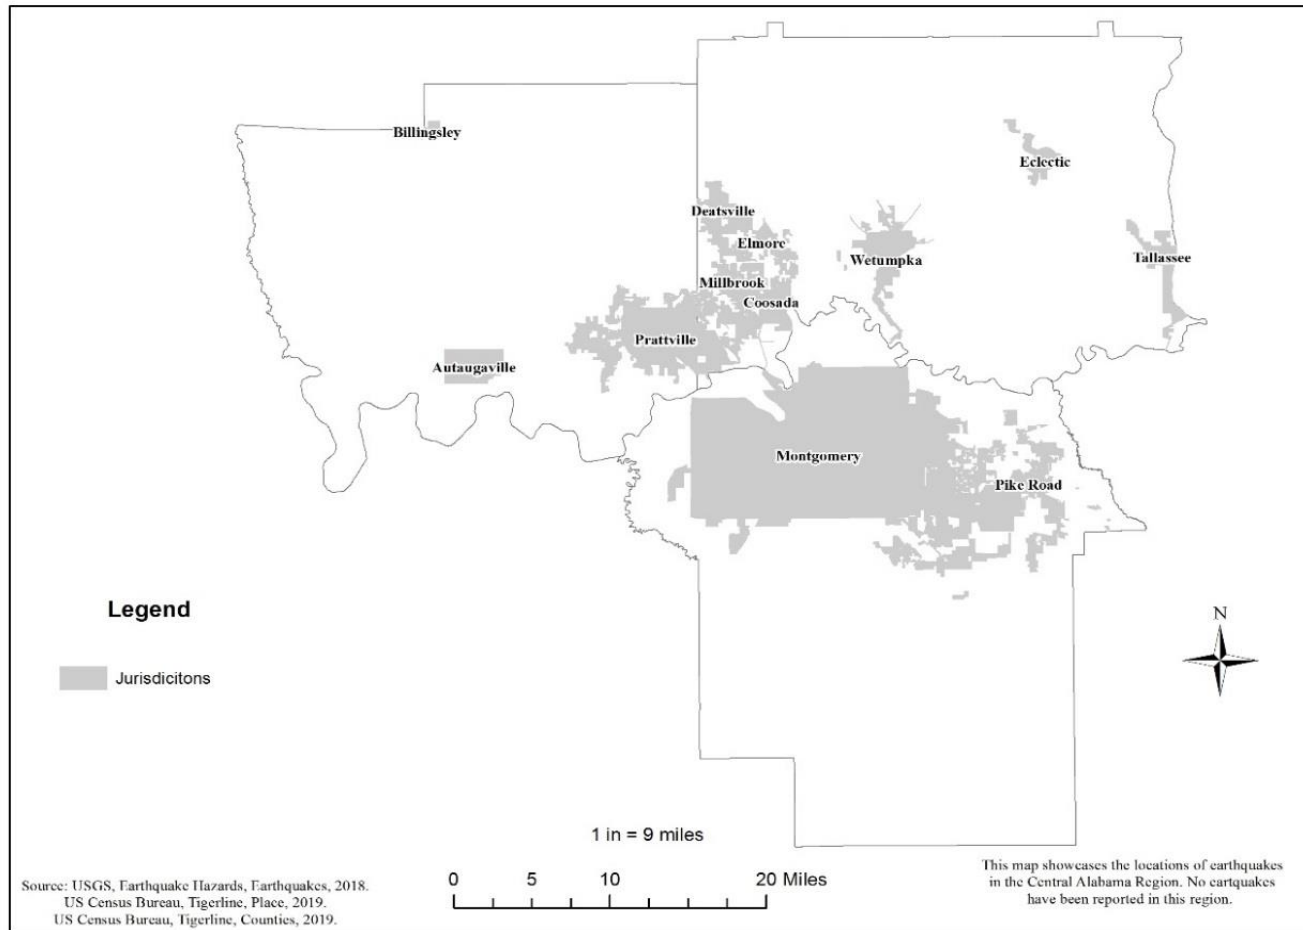 Billingsley
Eclectic
Deatsville
Elmore
Wetumpka
Tallassee
Millbrook
Coosada
Prattville
Autaugaville
Montgomery
Pike Road
Legend
Jurisdicitons
N
1 in = 9 miles
0 5 10 20 Miles
Source: USGS, Earthquake Hazards, Earthquakes, 2018.
US Census Bureau, Tigerline, Place, 2019.
US Census Bureau, Tigerline, Counties, 2019.
This map showcases the locations of earthquakes
in the Central Alabama Region. No eartquakes
have been reported in this region.